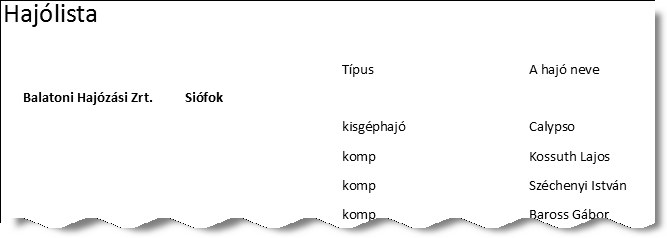 Hajólista
Típus A hajó neve
Balatoni Hajózási Zrt. Siófok
kisgéphajó Calypso
komp Kossuth Lajos
komp Széchenyi István
komp Baross Gábor